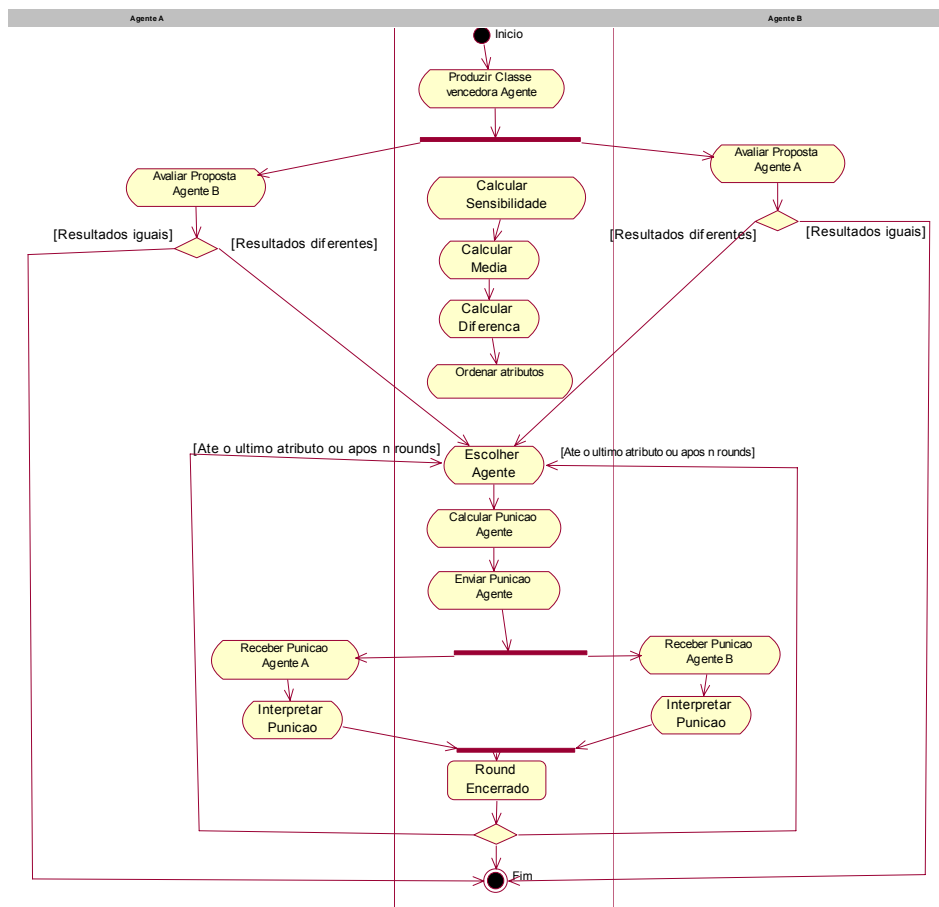 Agente A
Agente B
Inicio
Produzir Classe
vencedora Agente
Avaliar Proposta
Agente B
Avaliar Proposta
Agente A
Calcular
Sensibilidade
[Resultados iguais]
[Resultados diferentes]
[Resultados diferentes]
[Resultados iguais]
Calcular
Media
Calcular
Diferenca
Ordenar atributos
[Ate o ultimo atributo ou apos n rounds]
Escolher
Agente
[Ate o ultimo atributo ou apos n rounds]
Calcular Punicao
Agente
Enviar Punicao
Agente
Receber Punicao
Agente A
Receber Punicao
Agente B
Interpretar
Punicao
Interpretar
Punicao
Round
Encerrado
Fim